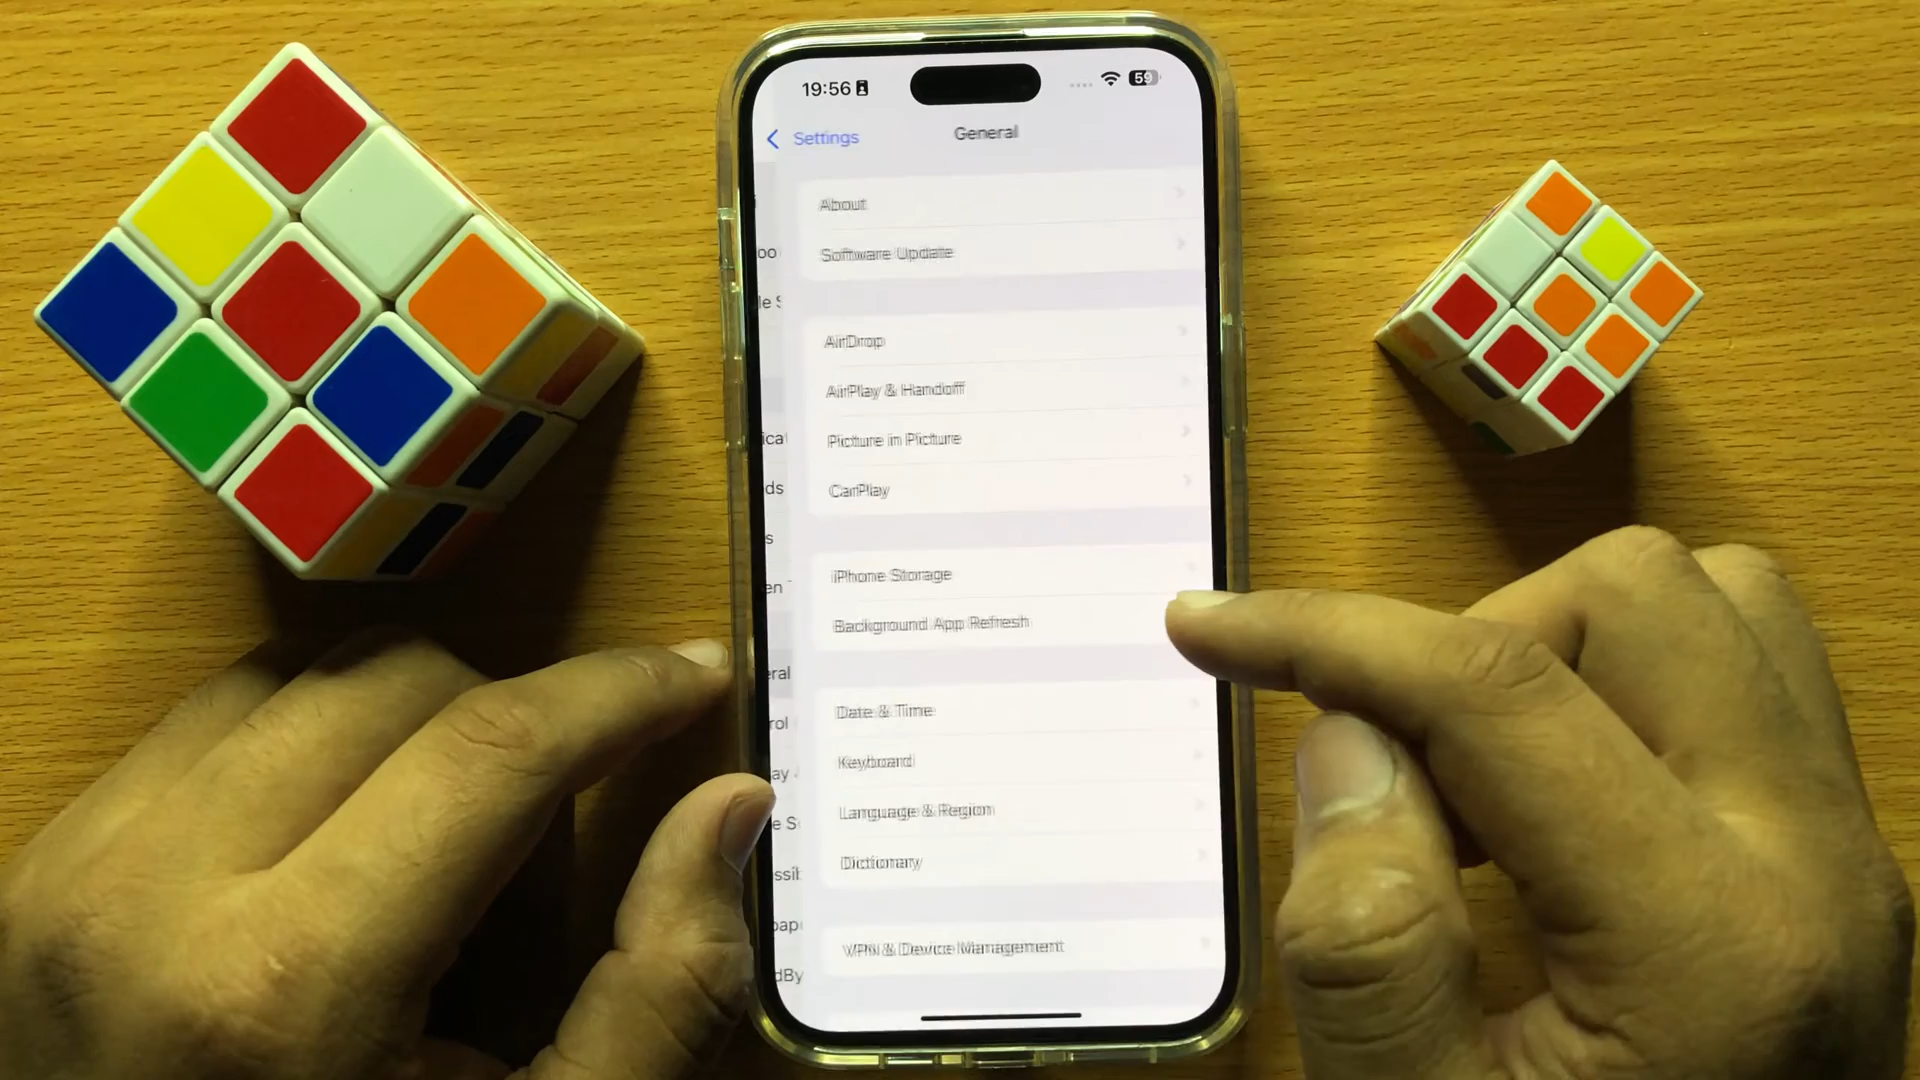 19:56
59
Settings
General
About
Software Update
AirDrop
AirPlay & Handoff
Picture in Picture
CarPlay
iPhone Storage
Background App Refresh
Date & Time
Keyboard
Language & Region
Dictionary
VPN & Device Management